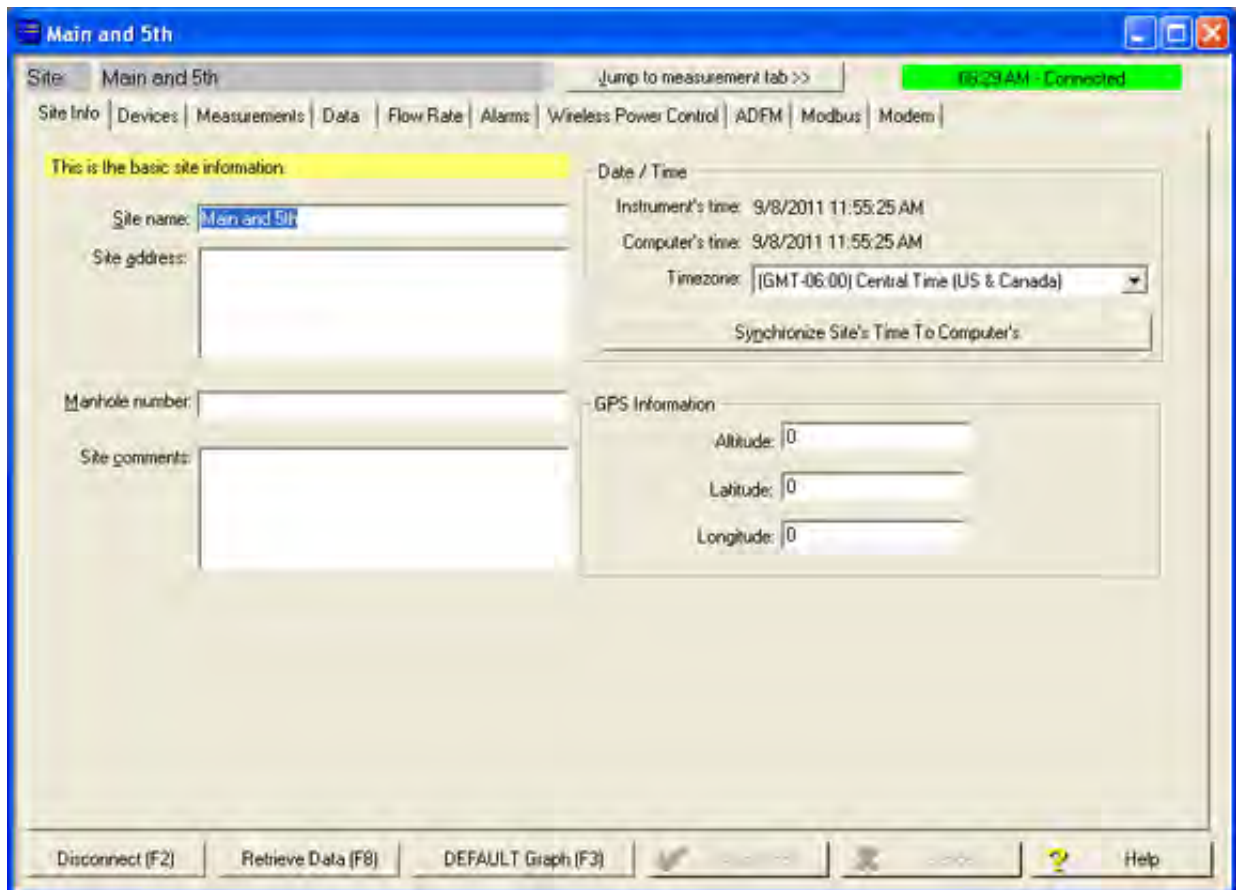 Main and 5th
Site: Main and 5th
Jump to measurement tab >>
06:29 AM - Connected
Site Info Devices Measurements Data Flow Rate Alarms Wireless Power Control ADFM Modbus Modem
This is the basic site information.
Site name: Main and 5th
Site address:
Manhole number:
Site comments:
Date / Time
Instrument's time: 9/8/2011 11:55:25 AM
Computer's time: 9/8/2011 11:55:25 AM
Timezone: (GMT-06:00) Central Time (US & Canada)
Synchronize Site's Time To Computer's
GPS Information
Altitude: 0
Latitude: 0
Longitude: 0
Disconnect (F2) Retrieve Data (F8) DEFAULT Graph (F3) Help